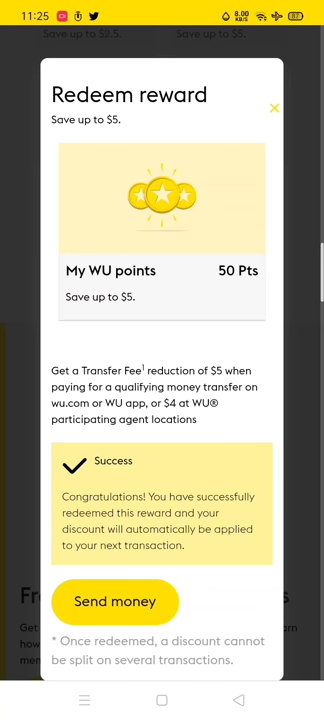 11:25
8.00
KB/S
87
Save up to $2.5.
Save up to $5.
Redeem reward
Save up to $5.
My WU points 50 Pts
Save up to $5.
Get a Transfer Fee¹ reduction of $5 when
paying for a qualifying money transfer on
wu.com or WU app, or $4 at WU®
participating agent locations
Success
Congratulations! You have successfully
redeemed this reward and your
discount will automatically be applied
to your next transaction.
Send money
* Once redeemed, a discount cannot
be split on several transactions.